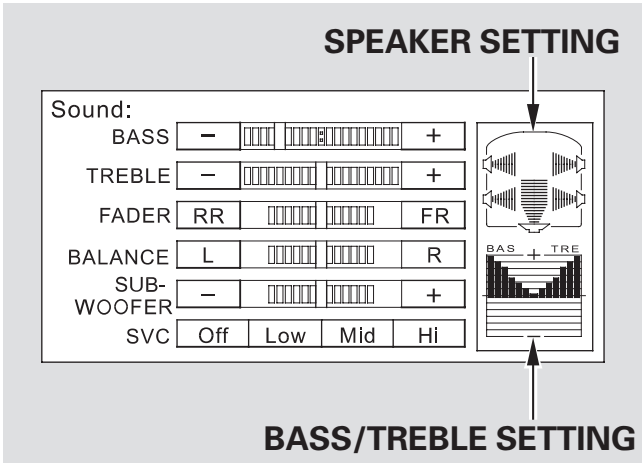 SPEAKER SETTING
Sound:
BASS − +
TREBLE − +
FADER RR FR
BALANCE L R
SUB-
WOOFER − +
SVC Off Low Mid Hi
BAS + TRE
−
BASS/TREBLE SETTING